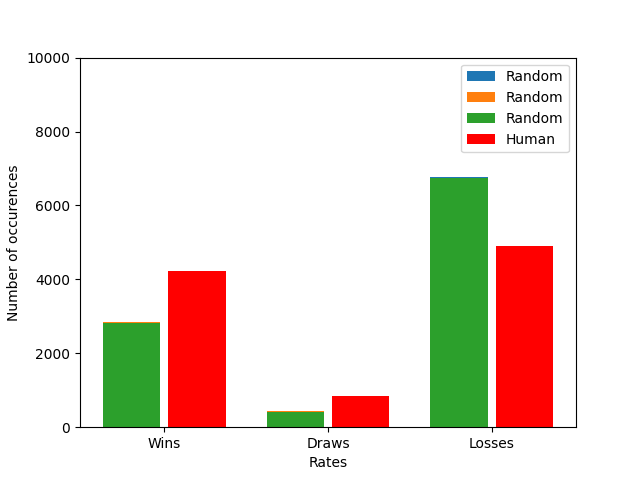 10000
8000
6000
4000
2000
0
Number of occurences
Random
Random
Random
Human
Wins
Draws
Losses
Rates